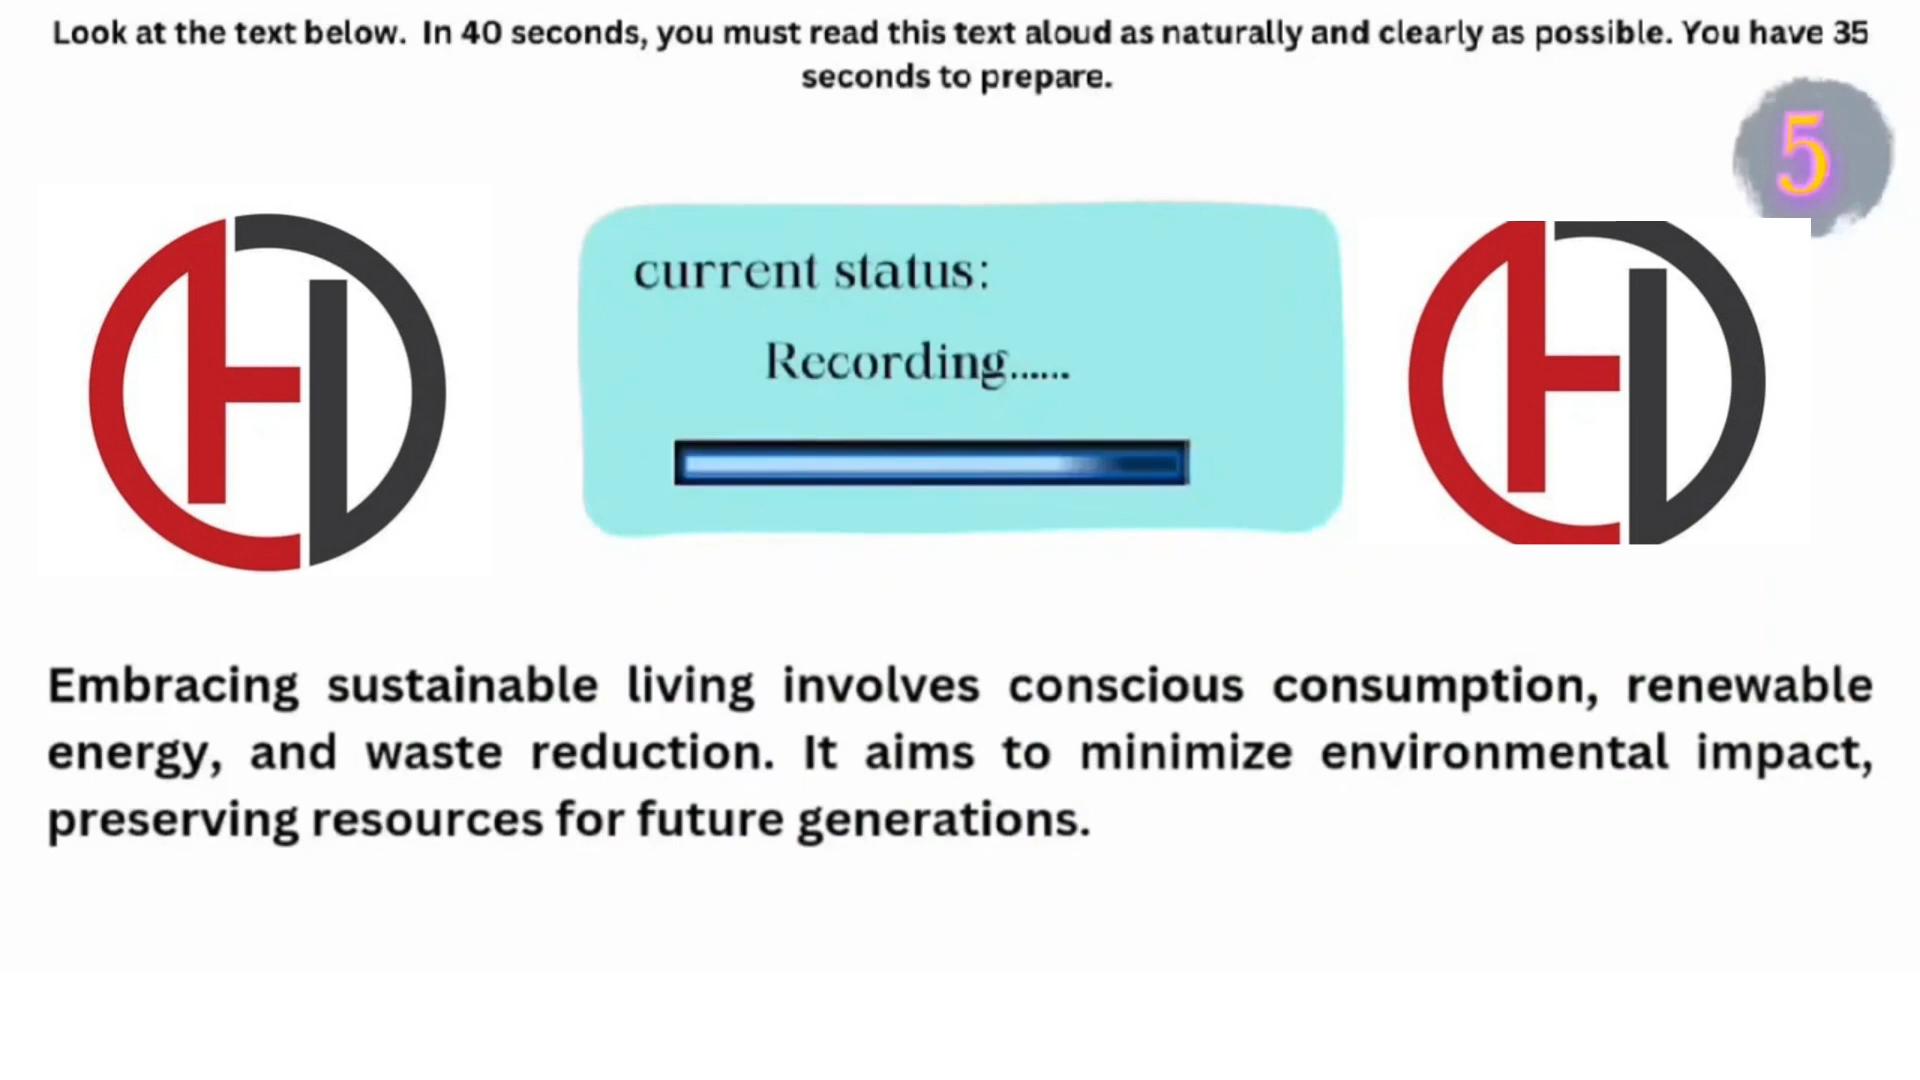 Look at the text below. In 40 seconds, you must read this text aloud as naturally and clearly as possible. You have 35
seconds to prepare.
5
current status:
Recording......
Embracing sustainable living involves conscious consumption, renewable
energy, and waste reduction. It aims to minimize environmental impact,
preserving resources for future generations.